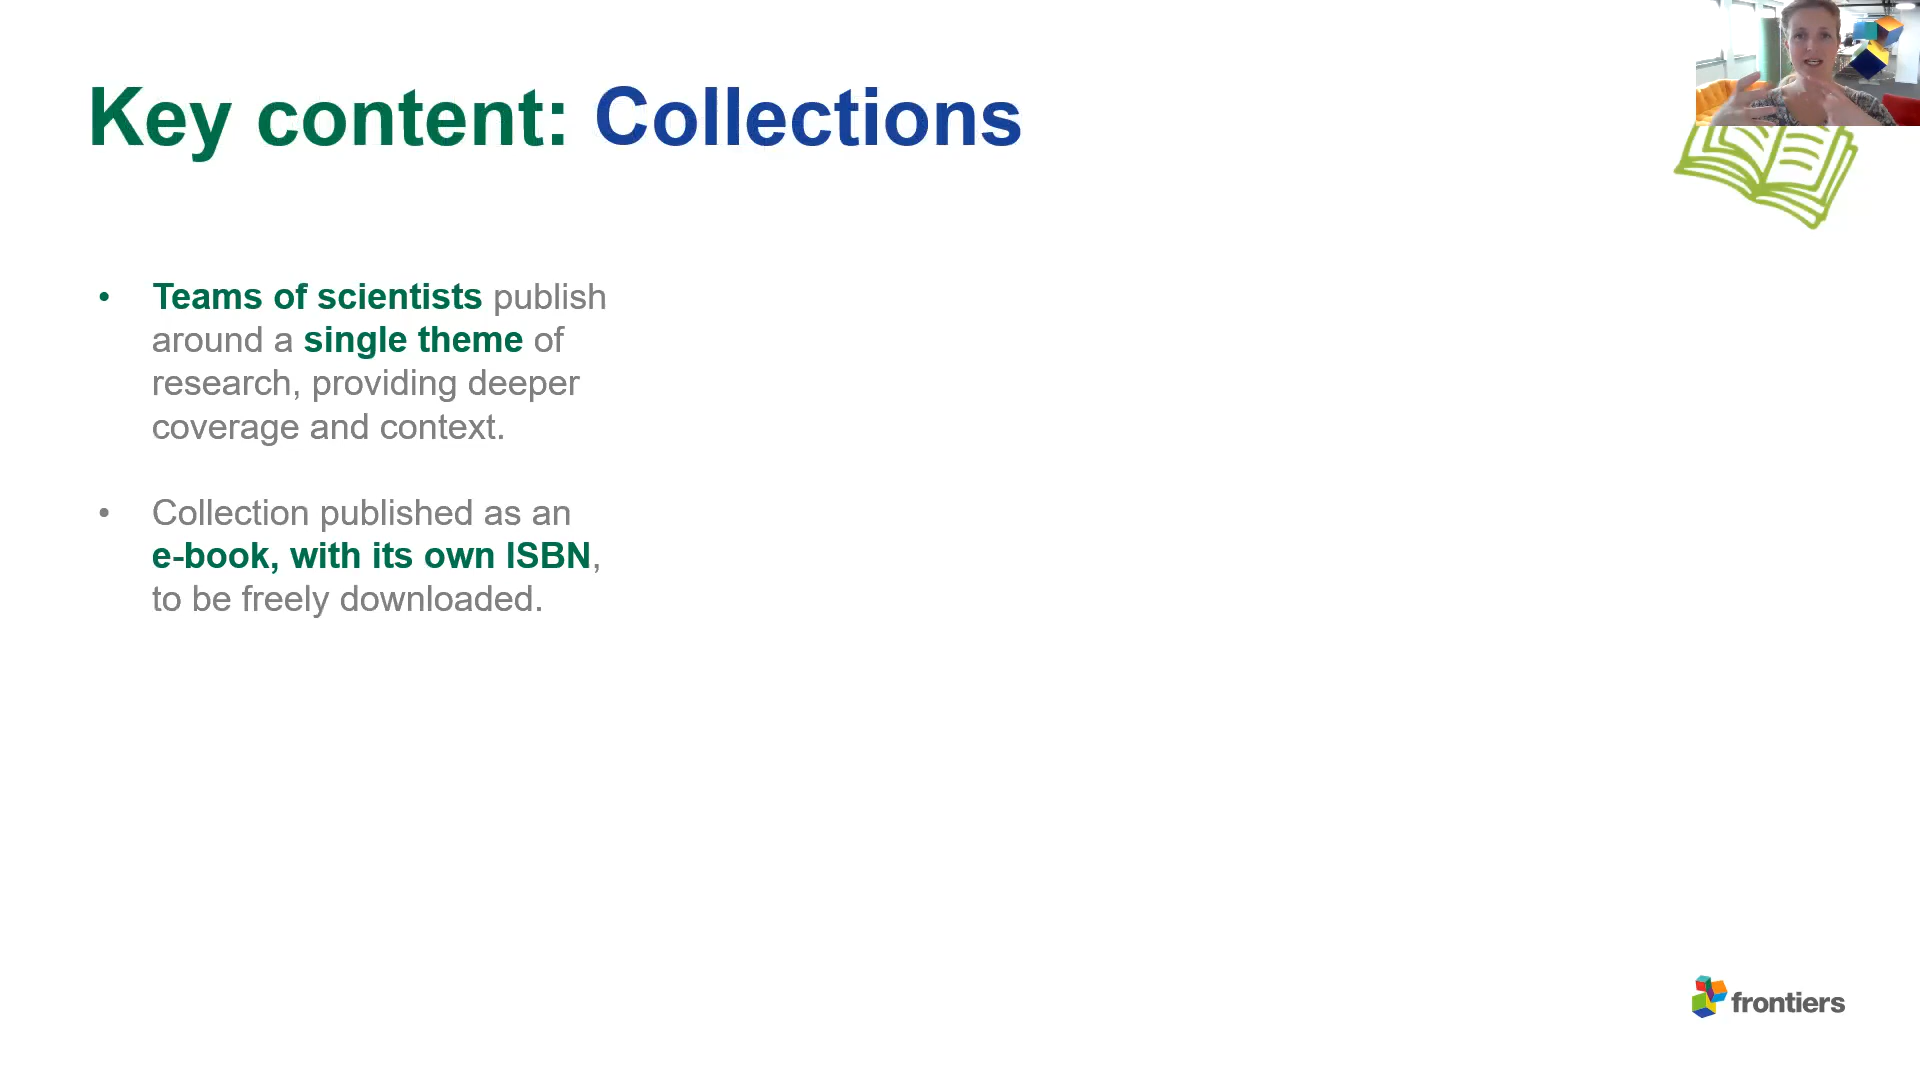 Key content: Collections
• Teams of scientists publish
around a single theme of
research, providing deeper
coverage and context.
• Collection published as an
e-book, with its own ISBN,
to be freely downloaded.
frontiers